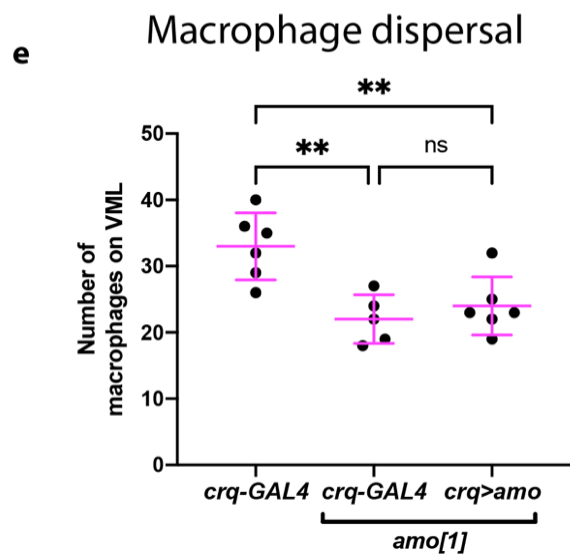 e
Macrophage dispersal
**
**
ns
Number of
macrophages on VML
50
40
30
20
10
0
crq-GAL4 crq-GAL4 crq>amo
amo[1]